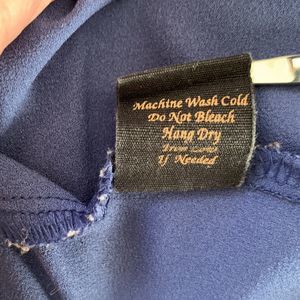 Machine Wash Cold
Do Not Bleach
Hang Dry
If Needed